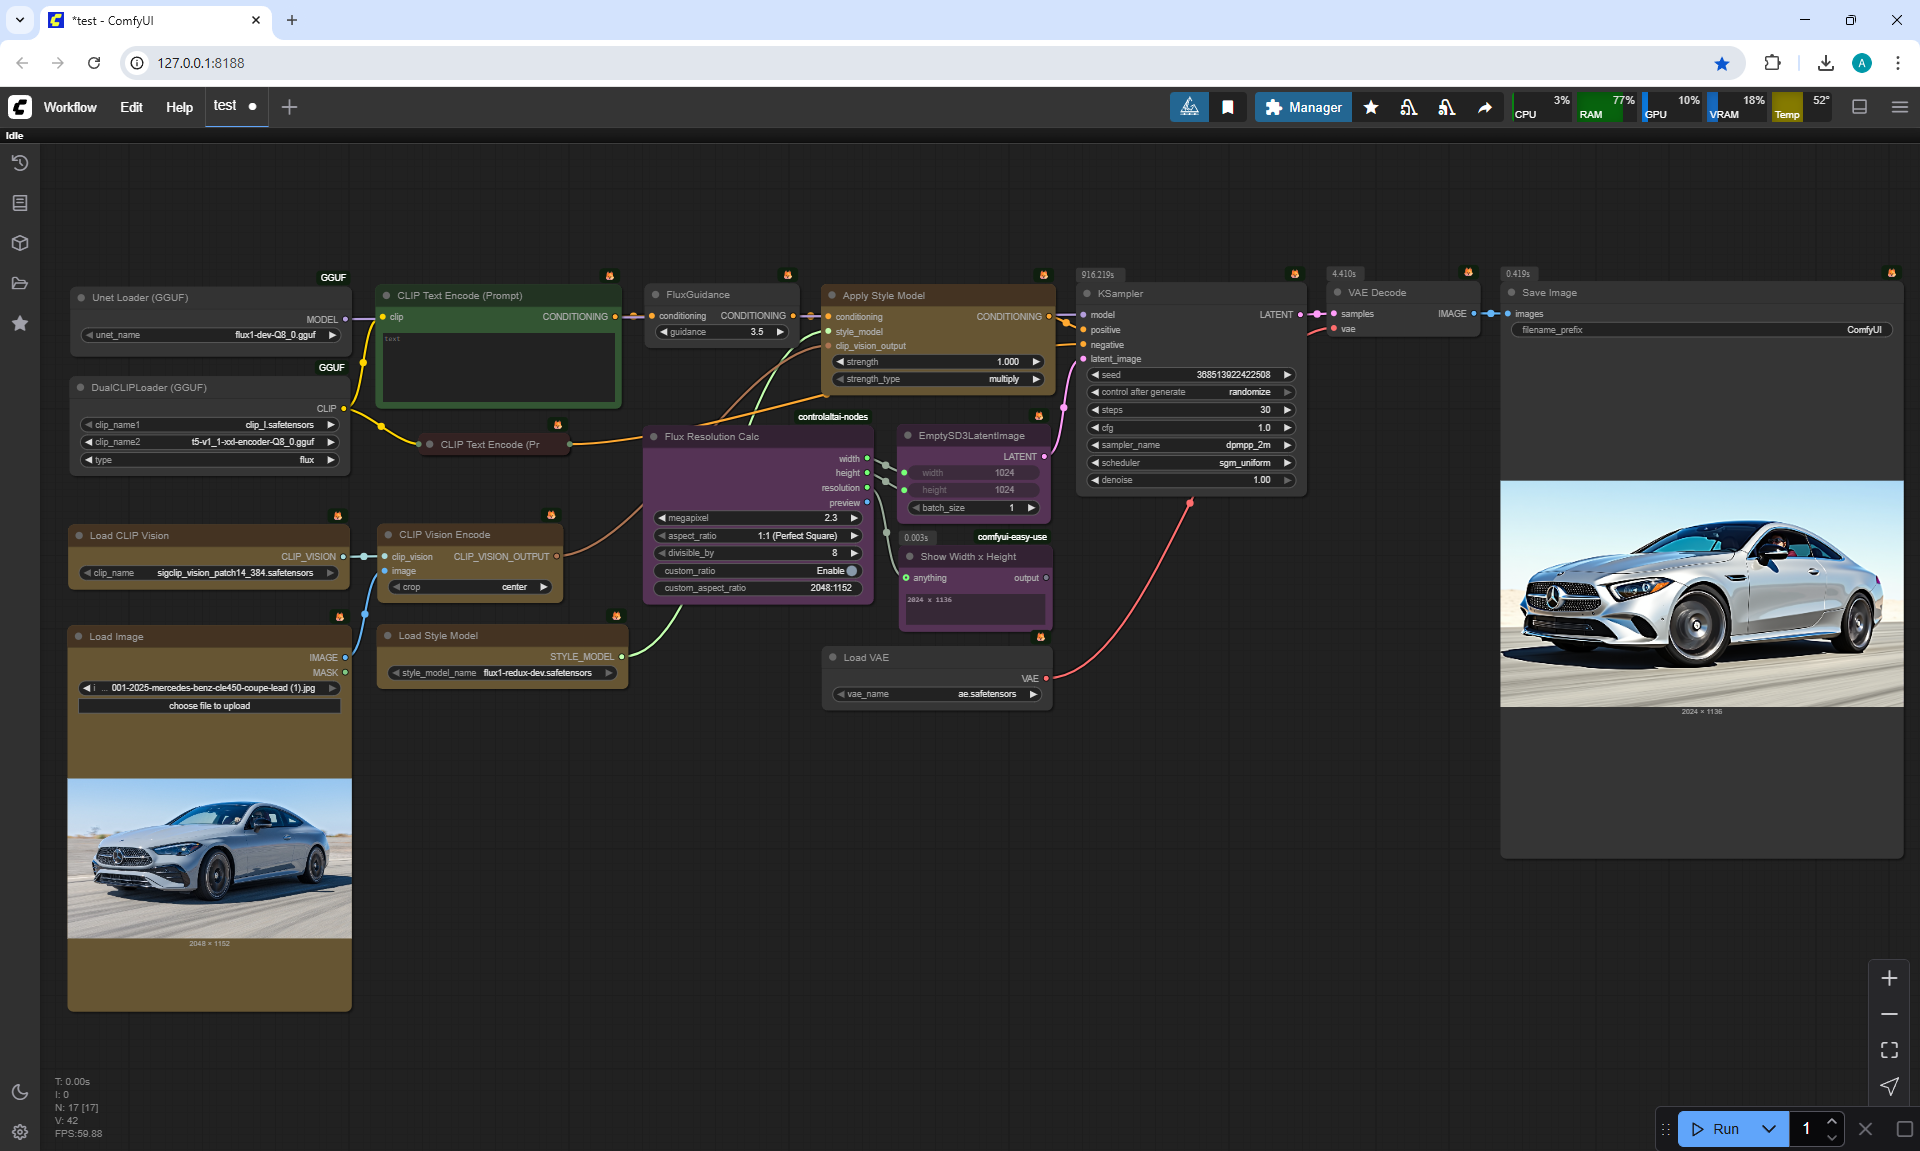 *test - ComfyUI
127.0.0.1:8188
A
Workflow
Edit
Help
test
Manager
3%
CPU
77%
RAM
10%
GPU
18%
VRAM
52°
Temp
Idle
GGUF
Unet Loader (GGUF)
MODEL
unet_name
flux1-dev-Q8_0.gguf
GGUF
DualCLIPLoader (GGUF)
CLIP
clip_name1
clip_l.safetensors
clip_name2
t5-v1_1-xxl-encoder-Q8_0.gguf
type
flux
CLIP Text Encode (Prompt)
clip
CONDITIONING
text
CLIP Text Encode (Pr
FluxGuidance
conditioning
CONDITIONING
guidance
3.5
Apply Style Model
conditioning
CONDITIONING
style_model
clip_vision_output
strength
1.000
strength_type
multiply
916.219s
KSampler
model
LATENT
positive
negative
latent_image
seed
368513922422508
control after generate
randomize
steps
30
cfg
1.0
sampler_name
dpmpp_2m
scheduler
sgm_uniform
denoise
1.00
4.410s
VAE Decode
samples
IMAGE
vae
0.419s
Save Image
images
filename_prefix
ComfyUI
2024 × 1136
controlaltai-nodes
Flux Resolution Calc
width
height
resolution
preview
megapixel
2.3
aspect_ratio
1:1 (Perfect Square)
divisible_by
8
custom_ratio
Enable
custom_aspect_ratio
2048:1152
EmptySD3LatentImage
LATENT
width
1024
height
1024
batch_size
1
0.003s
comfyui-easy-use
Show Width x Height
anything
output
2024 x 1136
Load VAE
VAE
vae_name
ae.safetensors
Load CLIP Vision
CLIP_VISION
clip_name
sigclip_vision_patch14_384.safetensors
CLIP Vision Encode
clip_vision
CLIP_VISION_OUTPUT
image
crop
center
Load Style Model
STYLE_MODEL
style_model_name
flux1-redux-dev.safetensors
Load Image
IMAGE
MASK
i ... 001-2025-mercedes-benz-cle450-coupe-lead (1).jpg
choose file to upload
2048 × 1152
T: 0.00s
I: 0
N: 17 [17]
V: 42
FPS:59.88
Run
1